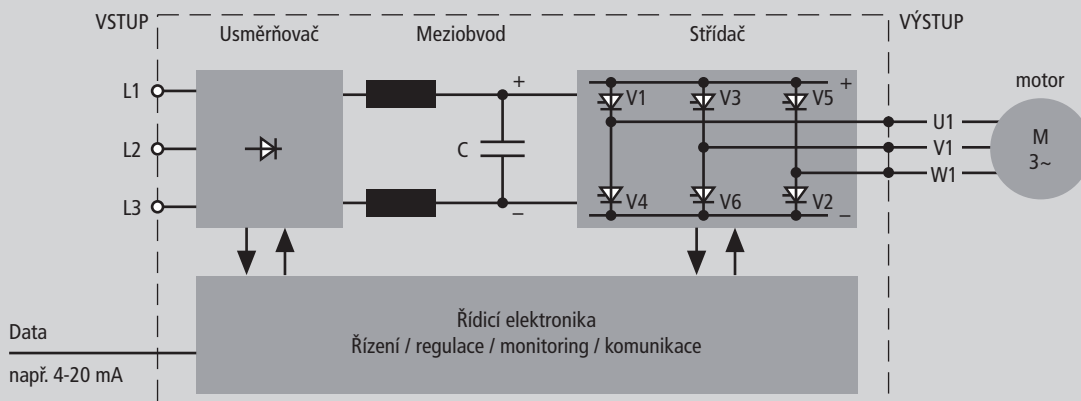 VSTUP
Usměrňovač
Meziobvod
Střídač
VÝSTUP
motor
L1
L2
L3
+
C
–
+
V1
V3
V5
V4
V6
V2
–
U1
V1
W1
M
3~
Řídicí elektronika
Řízení / regulace / monitoring / komunikace
Data
např. 4-20 mA